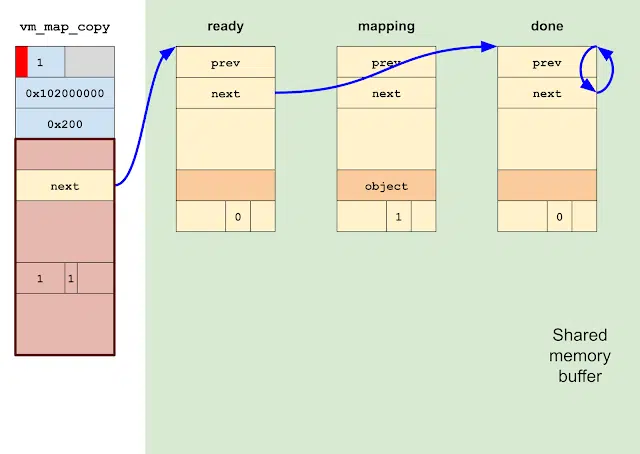 vm_map_copy
1
0x102000000
0x200
next
1 1
ready
prev
next
0
mapping
prev
next
object
1
done
prev
next
0
Shared
memory
buffer